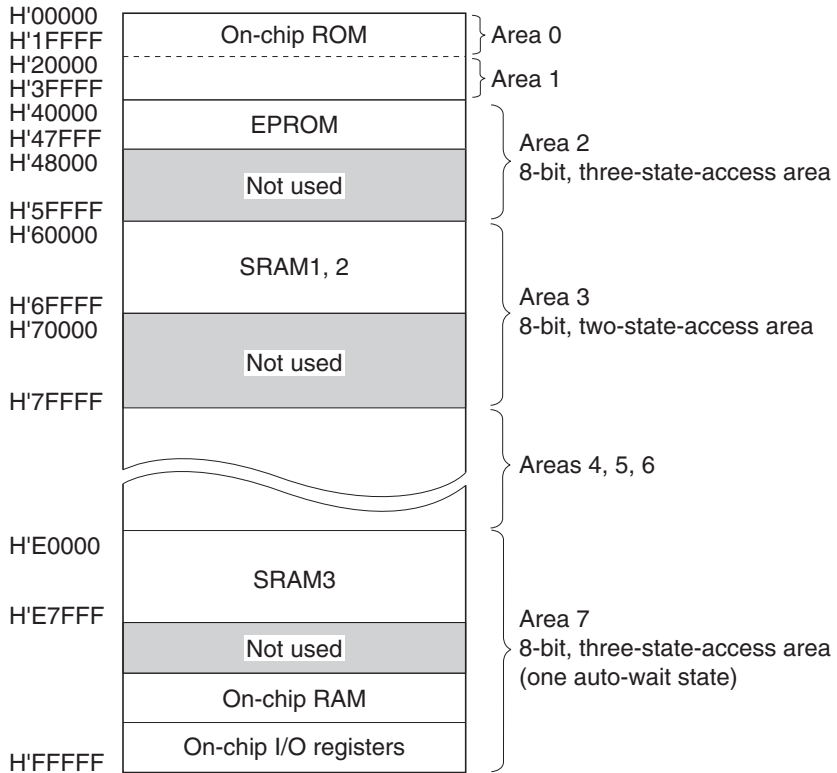 H'00000
On-chip ROM
H'1FFFF
Area 0
H'20000
H'3FFFF
Area 1
H'40000
EPROM
H'47FFF
H'48000
Not used
H'5FFFF
Area 2
8-bit, three-state-access area
H'60000
SRAM1, 2
H'6FFFF
H'70000
Not used
H'7FFFF
Area 3
8-bit, two-state-access area
Areas 4, 5, 6
H'E0000
SRAM3
H'E7FFF
Not used
On-chip RAM
On-chip I/O registers
H'FFFFF
Area 7
8-bit, three-state-access area
(one auto-wait state)